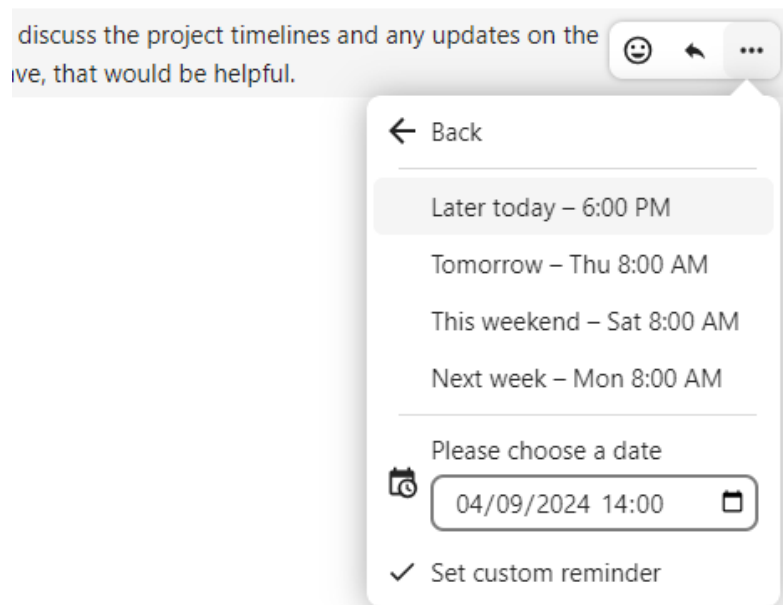 discuss the project timelines and any updates on the
ve, that would be helpful.
Back
Later today – 6:00 PM
Tomorrow – Thu 8:00 AM
This weekend – Sat 8:00 AM
Next week – Mon 8:00 AM
Please choose a date
04/09/2024 14:00
Set custom reminder